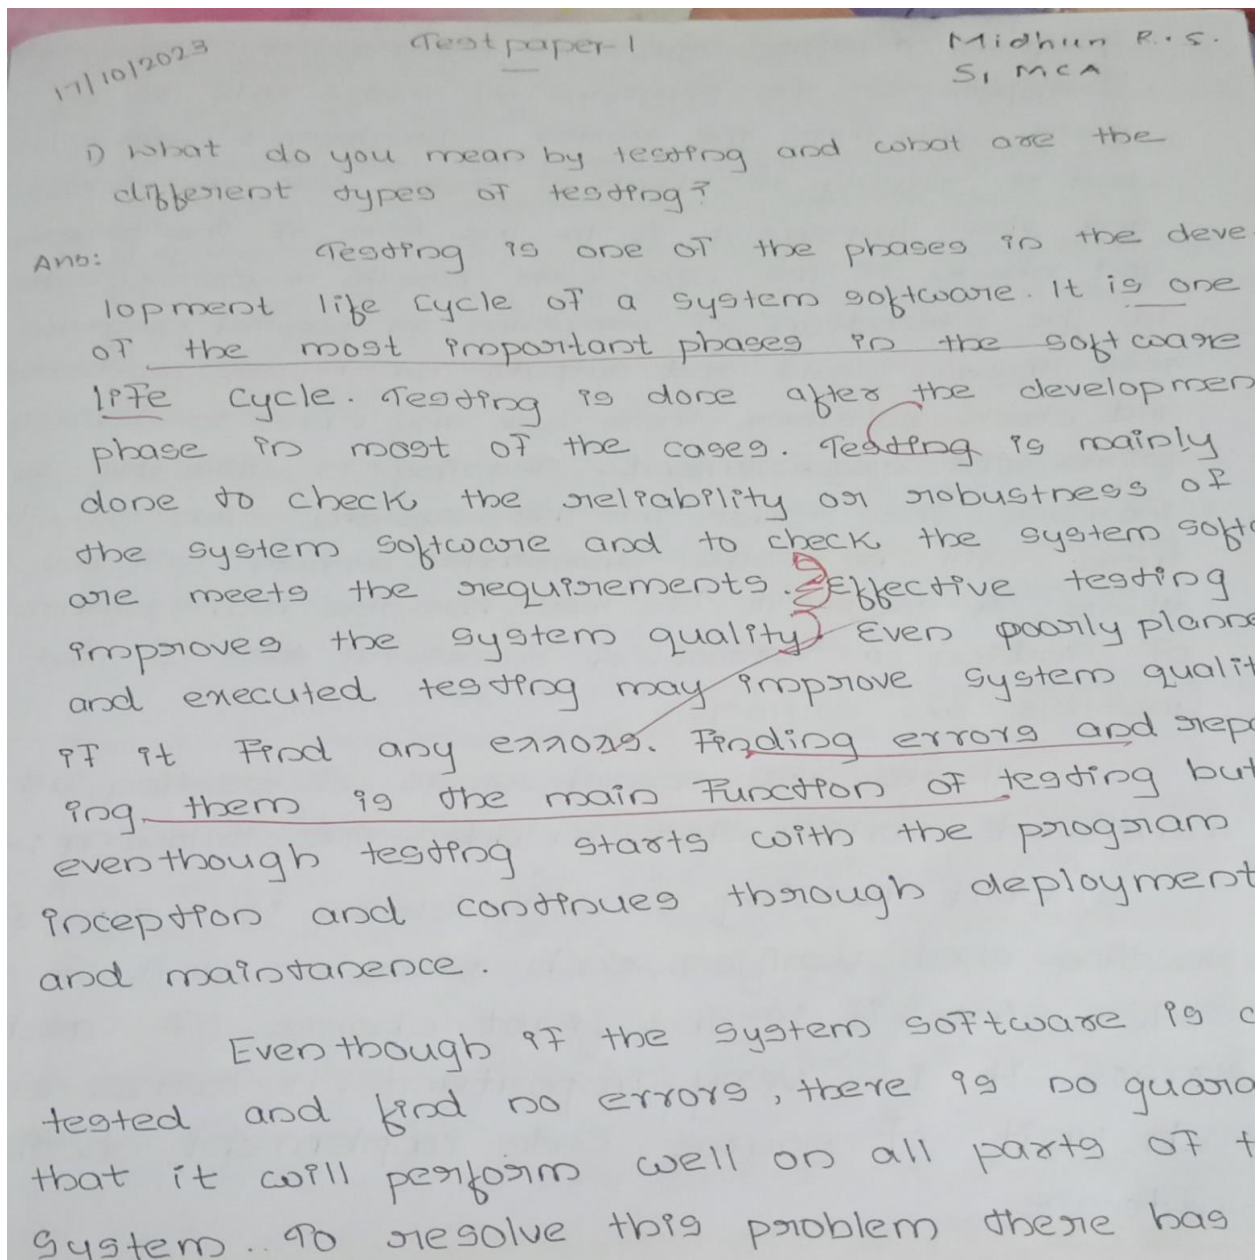 17/10/2023
Test paper-1
Midhun R.S.
S1 MCA
1) What do you mean by testing and what are the
different types of testing?
Ans: Testing is one of the phases in the deve
lopment life cycle of a system software. It is one
of the most important phases in the software
life cycle. Testing is done after the developmen
phase in most of the cases. Testing is mainly
done to check the reliability or robustness of
the system software and to check the system softw
are meets the requirements. Effective testing
improves the system quality. Even poorly planne
and executed testing may improve system qualit
if it find any errors. Finding errors and repo
ing them is the main function of testing but
eventhough testing starts with the program
inception and continues through deployment
and maintanence.
Eventhough if the system software is
tested and find no errors, there is no guara
that it will perform well on all parts of t
System. To resolve this problem there has